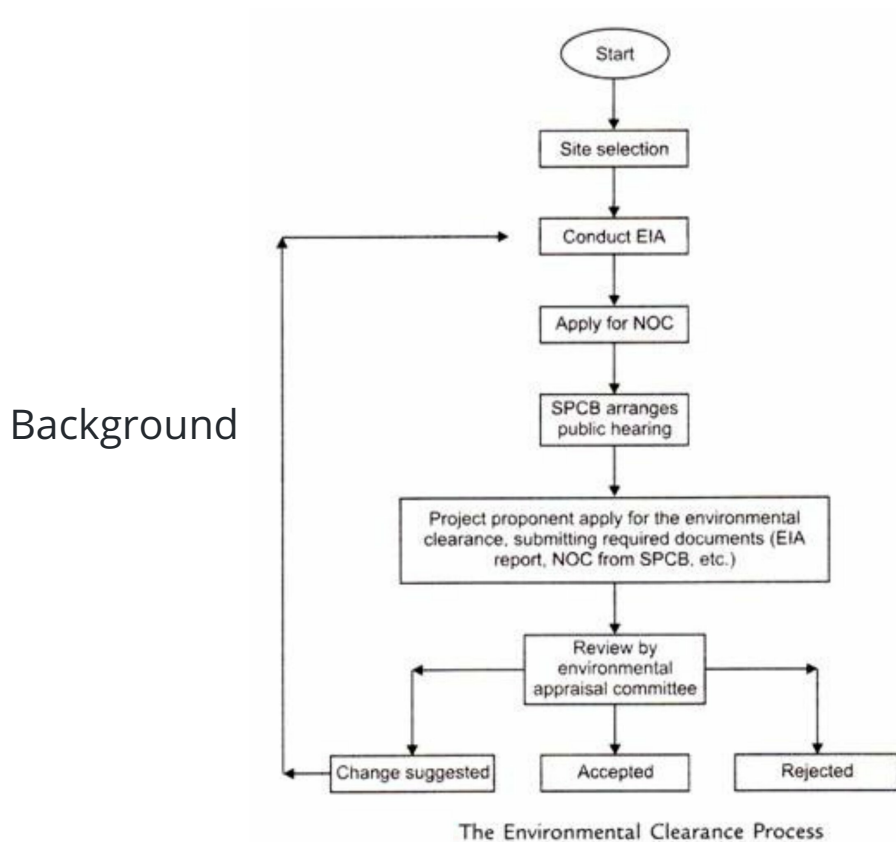 Start
Site selection
Conduct EIA
Apply for NOC
SPCB arranges
public hearing
Background
Project proponent apply for the environmental
clearance, submitting required documents (EIA
report, NOC from SPCB, etc.)
Review by
environmental
appraisal committee
Change suggested
Accepted
Rejected
The Environmental Clearance Process